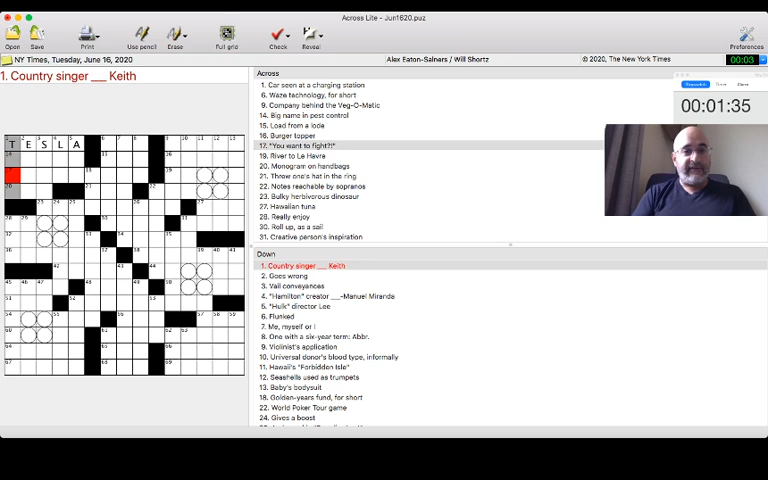 Across Lite - Jun1620.puz
Open
Save
Print
Use pencil
Erase
Full grid
Check
Reveal
Preferences
NY Times, Tuesday, June 16, 2020
Alex Eaton-Salners / Will Shortz
© 2020, The New York Times
00:03
1. Country singer ___ Keith
T E S L A
Across
1. Car seen at a charging station
6. Waze technology, for short
9. Company behind the Veg-O-Matic
14. Big name in pest control
15. Load from a lode
16. Burger topper
17. "You want to fight?!"
19. River to Le Havre
20. Monogram on handbags
21. Threw one's hat in the ring
22. Notes reachable by sopranos
23. Bulky herbivorous dinosaur
27. Hawaiian tuna
28. Really enjoy
30. Roll up, as a sail
31. Creative person's inspiration
00:01:35
Down
1. Country singer ___ Keith
2. Goes wrong
3. Vail conveyances
4. "Hamilton" creator ___-Manuel Miranda
5. "Hulk" director Lee
6. Flunked
7. Me, myself or I
8. One with a six-year term: Abbr.
9. Violinist's application
10. Universal donor's blood type, informally
11. Hawaii's "Forbidden Isle"
12. Seashells used as trumpets
13. Baby's bodysuit
18. Golden-years fund, for short
22. World Poker Tour game
24. Gives a boost